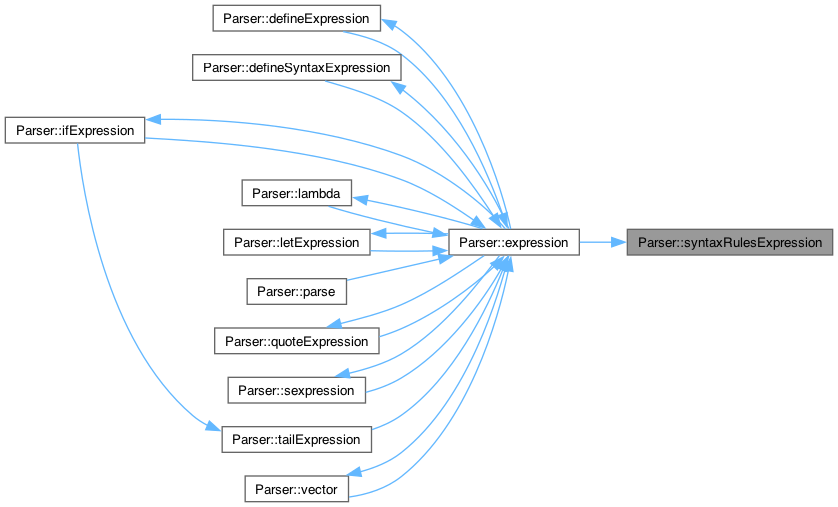 Parser::defineExpression
Parser::defineSyntaxExpression
Parser::ifExpression
Parser::lambda
Parser::letExpression
Parser::expression
Parser::syntaxRulesExpression
Parser::parse
Parser::quoteExpression
Parser::sexpression
Parser::tailExpression
Parser::vector